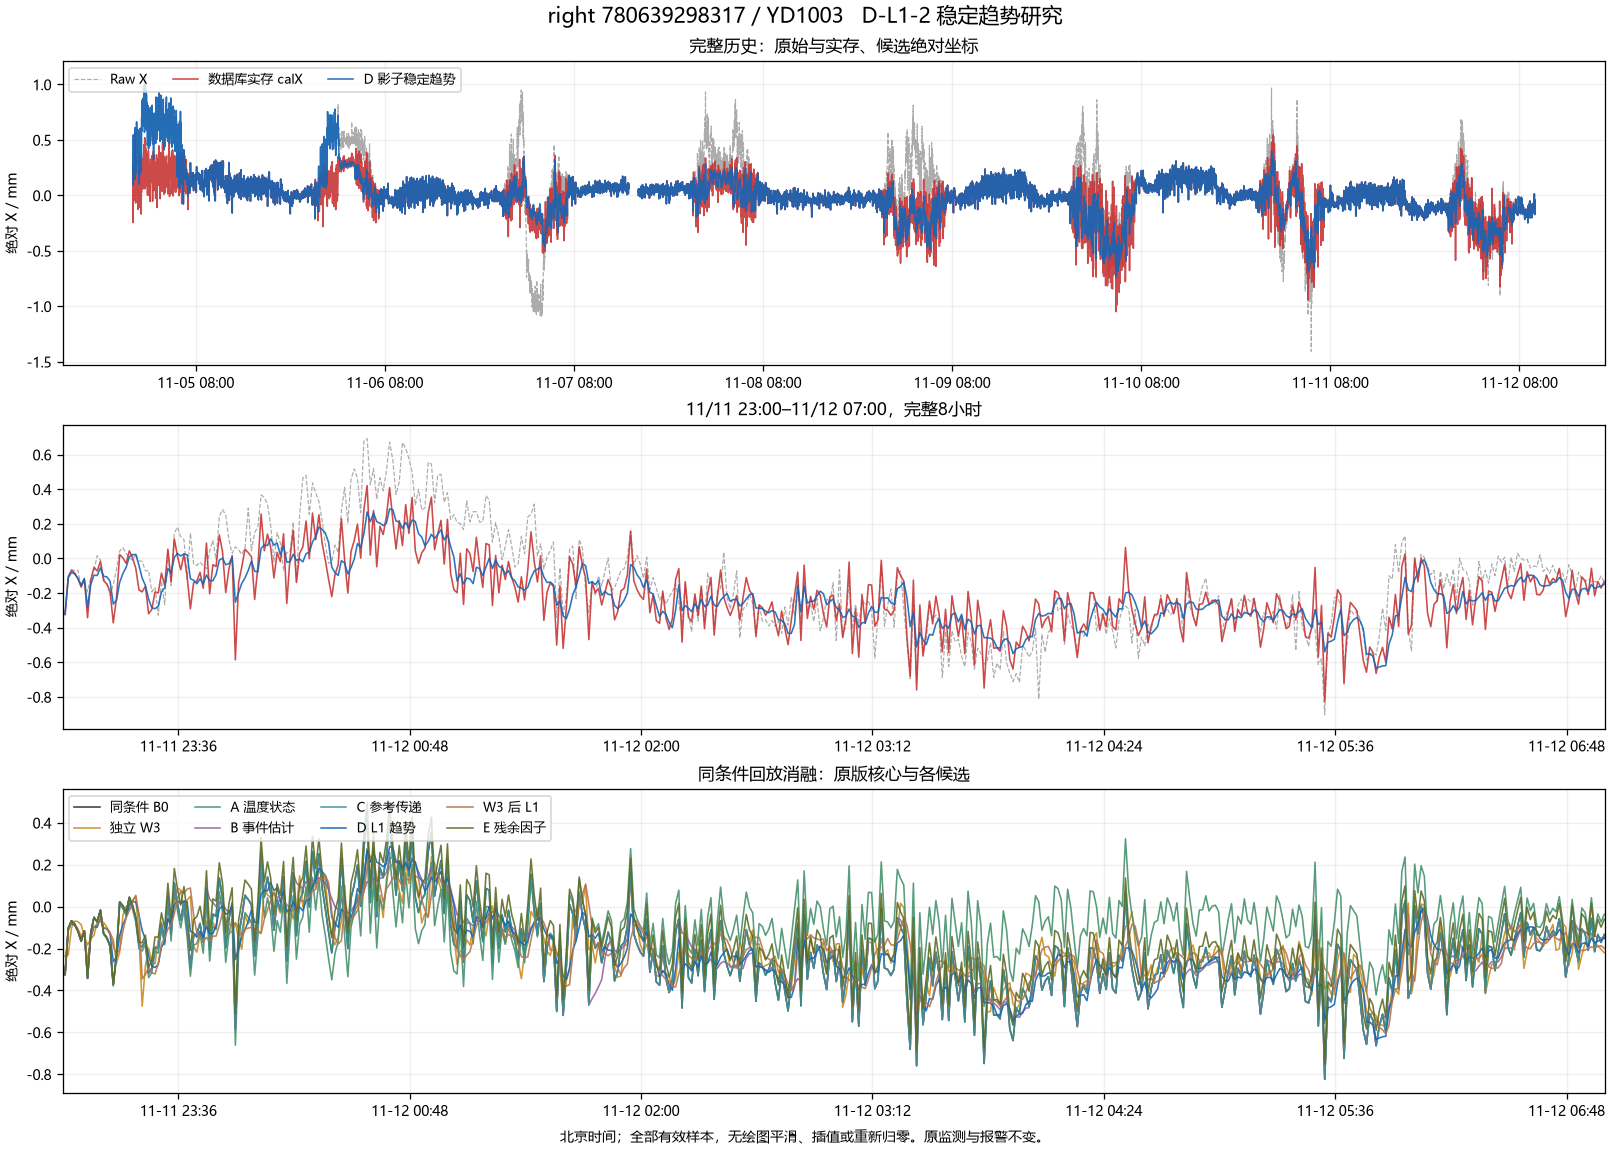 right 780639298317 / YD1003   D-L1-2 稳定趋势研究
完整历史：原始与实存、候选绝对坐标
Raw X
数据库实存 calX
D 影子稳定趋势
绝对 X / mm
1.0
0.5
0.0
-0.5
-1.0
-1.5
11-05 08:00
11-06 08:00
11-07 08:00
11-08 08:00
11-09 08:00
11-10 08:00
11-11 08:00
11-12 08:00
11/11 23:00–11/12 07:00，完整8小时
绝对 X / mm
0.6
0.4
0.2
0.0
-0.2
-0.4
-0.6
-0.8
11-11 23:36
11-12 00:48
11-12 02:00
11-12 03:12
11-12 04:24
11-12 05:36
11-12 06:48
同条件回放消融：原版核心与各候选
同条件 B0
A 温度状态
C 参考传递
W3 后 L1
独立 W3
B 事件估计
D L1 趋势
E 残余因子
绝对 X / mm
0.4
0.2
0.0
-0.2
-0.4
-0.6
-0.8
11-11 23:36
11-12 00:48
11-12 02:00
11-12 03:12
11-12 04:24
11-12 05:36
11-12 06:48
北京时间；全部有效样本，无绘图平滑、插值或重新归零。原监测与报警不变。